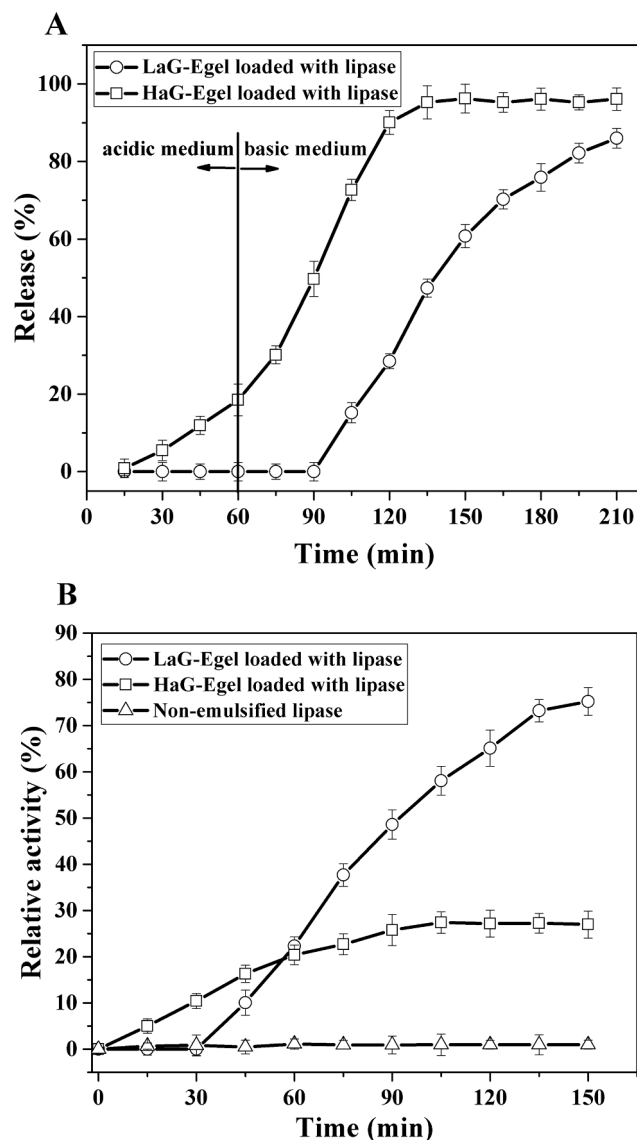 A
LaG-Egel loaded with lipase
HaG-Egel loaded with lipase
acidic medium
basic medium
100
80
60
40
20
0
Release (%)
0 30 60 90 120 150 180 210
Time (min)
B
LaG-Egel loaded with lipase
HaG-Egel loaded with lipase
Non-emulsified lipase
90
80
70
60
50
40
30
20
10
0
Relative activity (%)
0 30 60 90 120 150
Time (min)